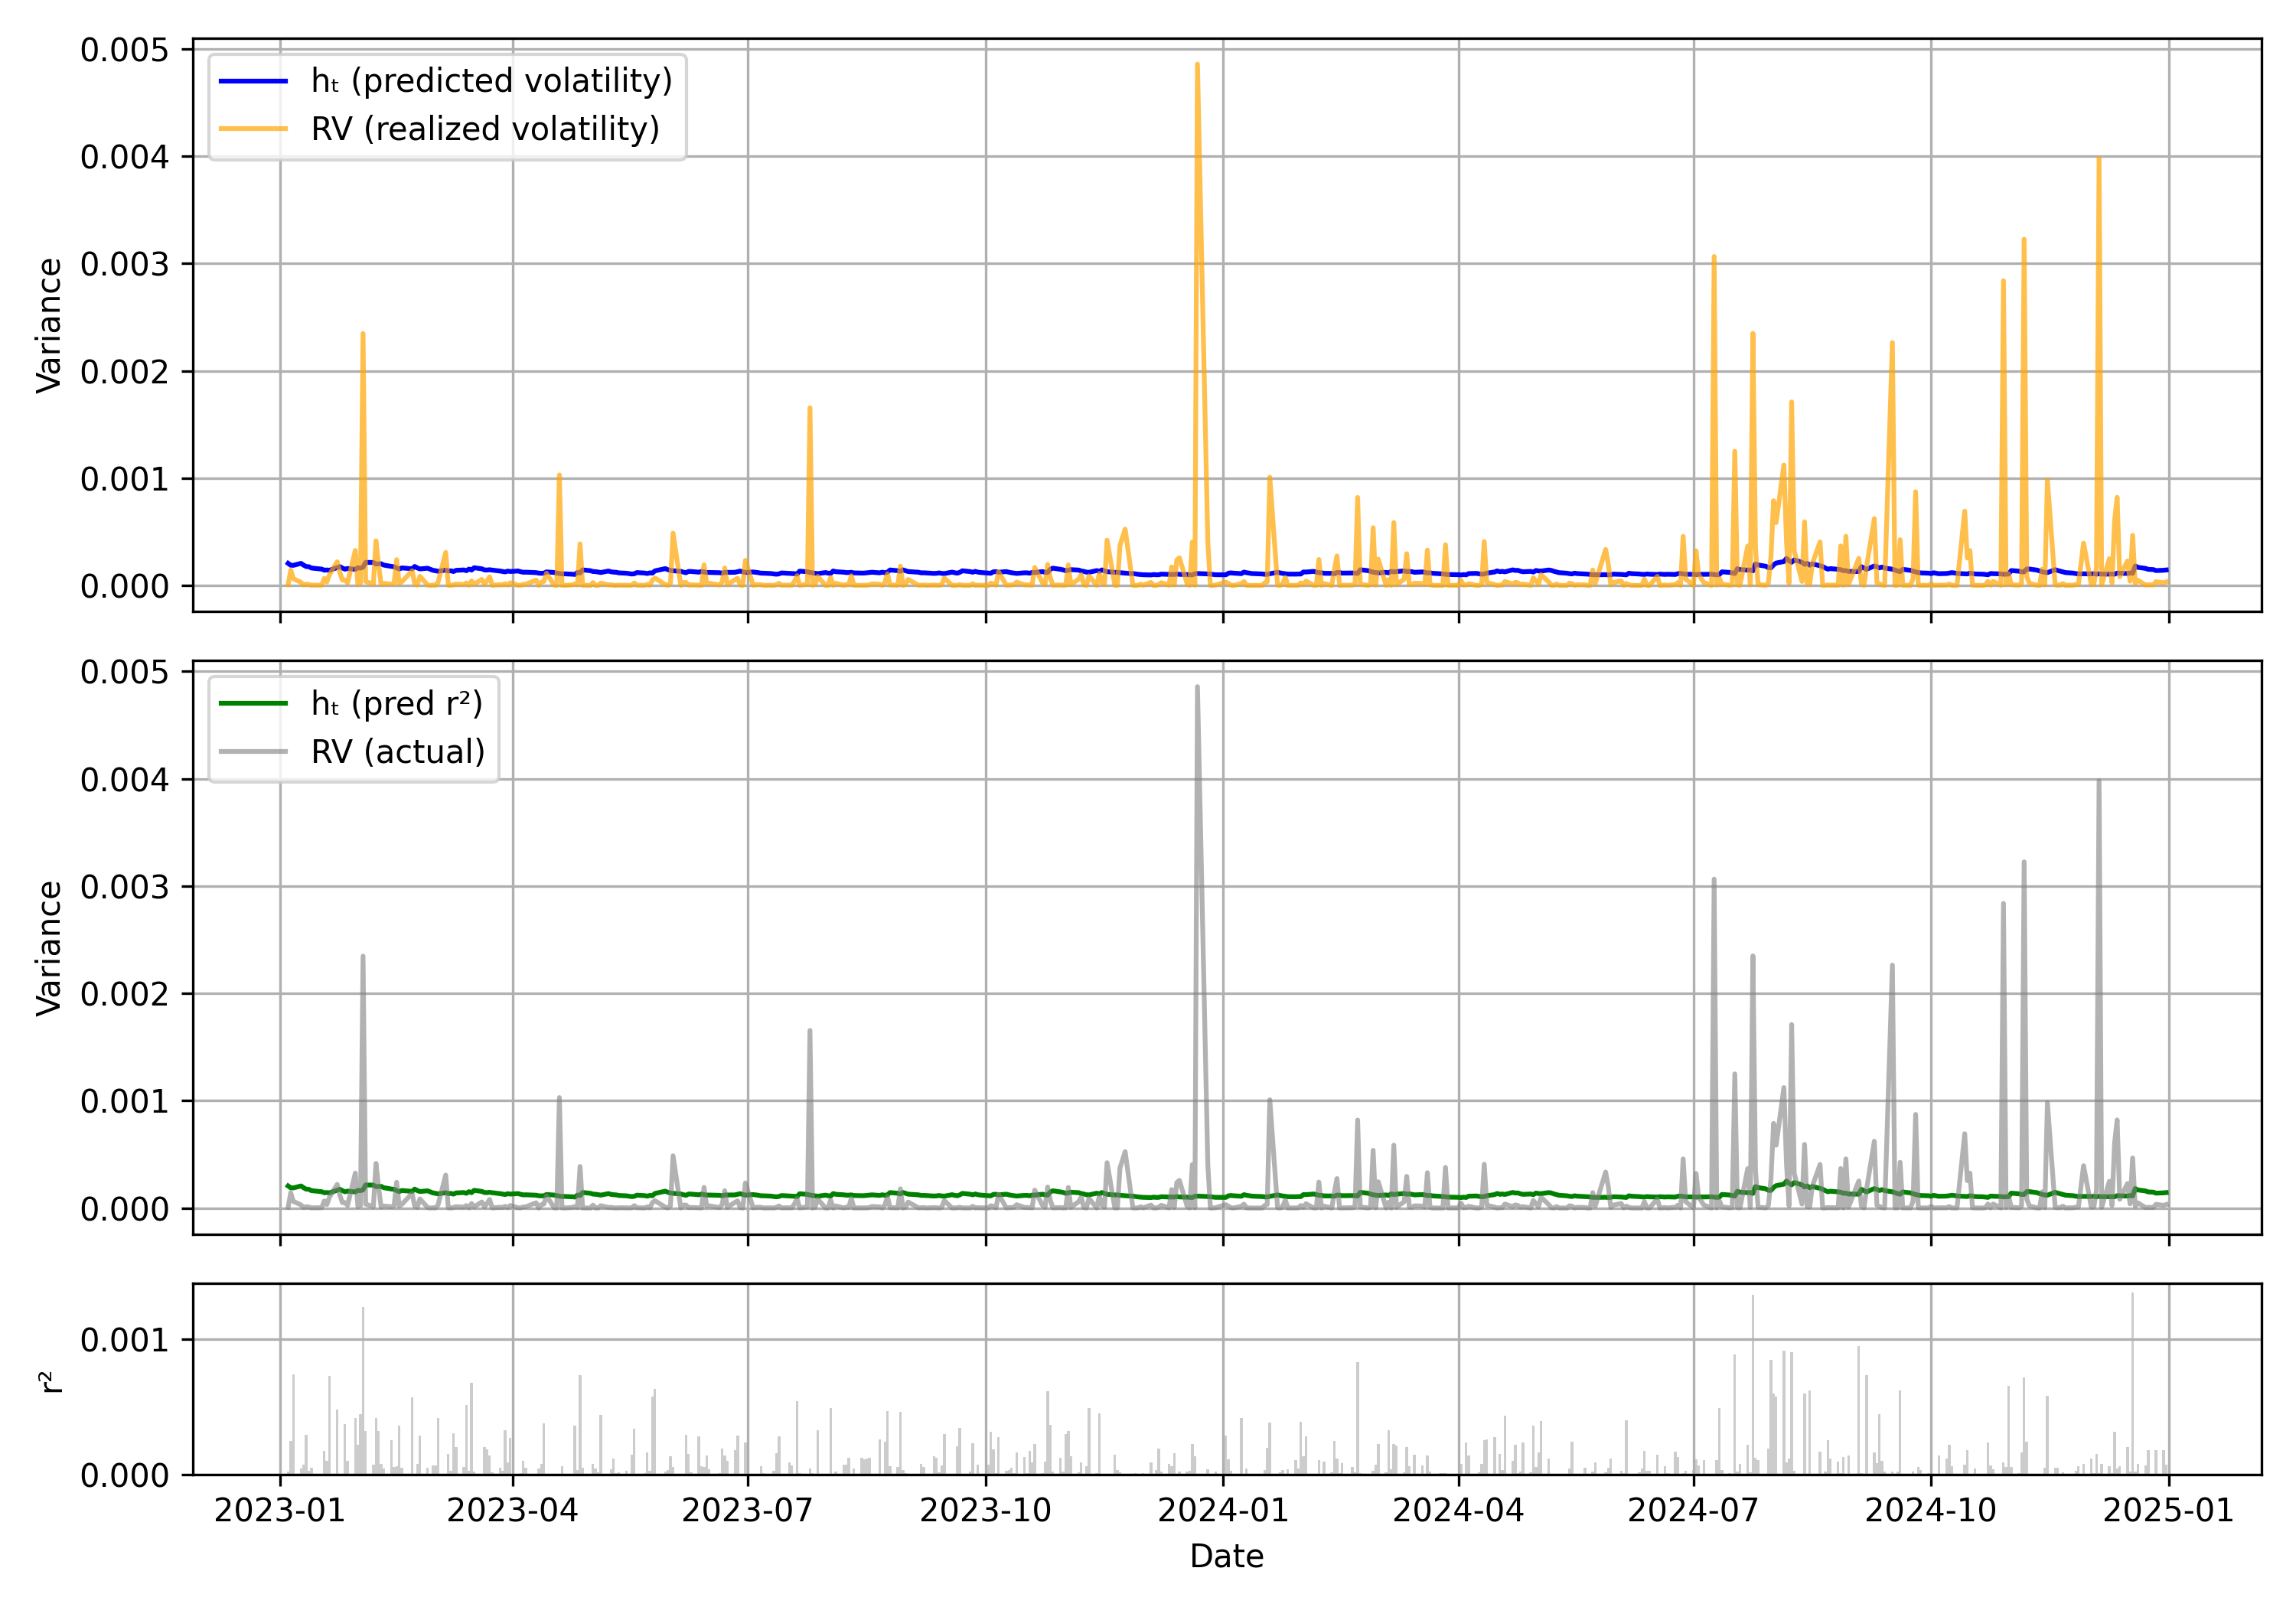 0.005
0.004
0.003
0.002
0.001
0.000
Variance
hₜ (predicted volatility)
RV (realized volatility)
0.005
0.004
0.003
0.002
0.001
0.000
Variance
hₜ (pred r²)
RV (actual)
0.001
0.000
r²
2023-01 2023-04 2023-07 2023-10 2024-01 2024-04 2024-07 2024-10 2025-01
Date